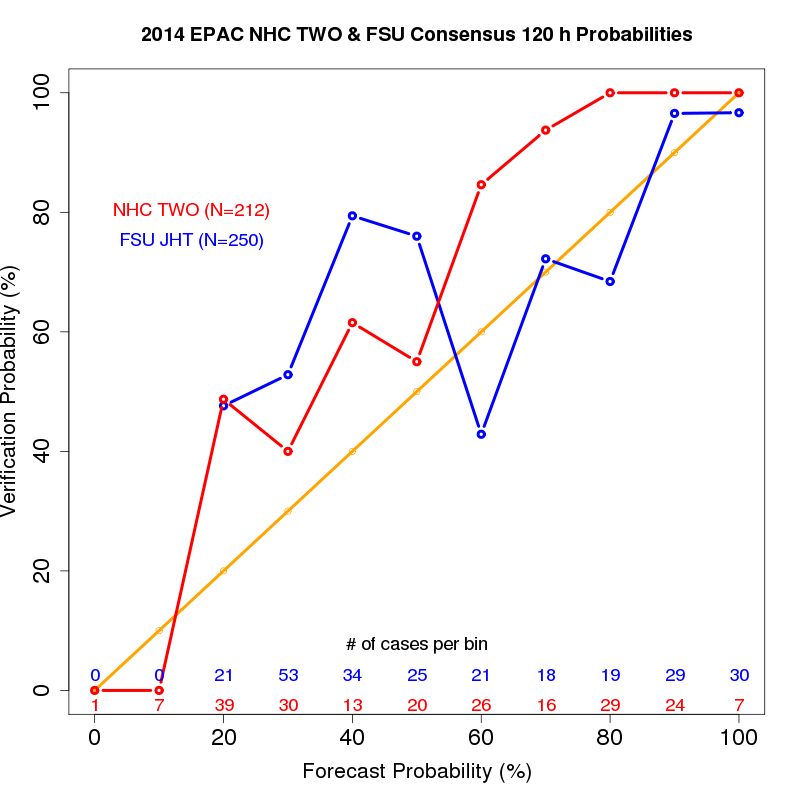 2014 EPAC NHC TWO & FSU Consensus 120 h Probabilities
100
80
60
40
20
0
Verification Probability (%)
NHC TWO (N=212)
FSU JHT (N=250)
# of cases per bin
0 0 21 53 34 25 21 18 19 29 30
1 7 39 30 13 20 26 16 29 24 7
0 20 40 60 80 100
Forecast Probability (%)